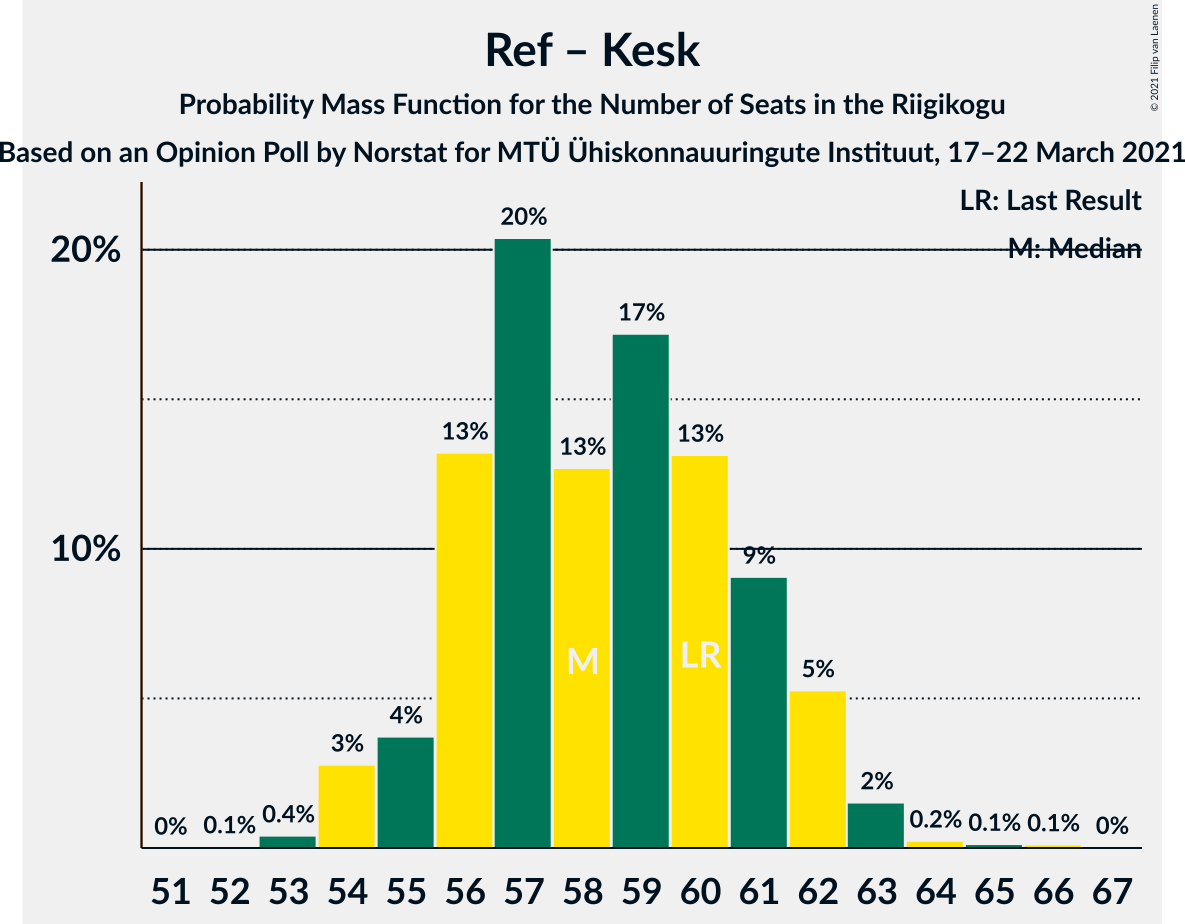 Ref – Kesk
Probability Mass Function for the Number of Seats in the Riigikogu
Based on an Opinion Poll by Norstat for MTÜ Ühiskonnauuringute Instituut, 17–22 March 2021
© 2021 Filip van Laenen
LR: Last Result
M: Median
20%
10%
0%
0.1%
0.4%
3%
4%
13%
20%
13%
17%
13%
9%
5%
2%
0.2%
0.1%
0.1%
0%
M
LR
51 52 53 54 55 56 57 58 59 60 61 62 63 64 65 66 67